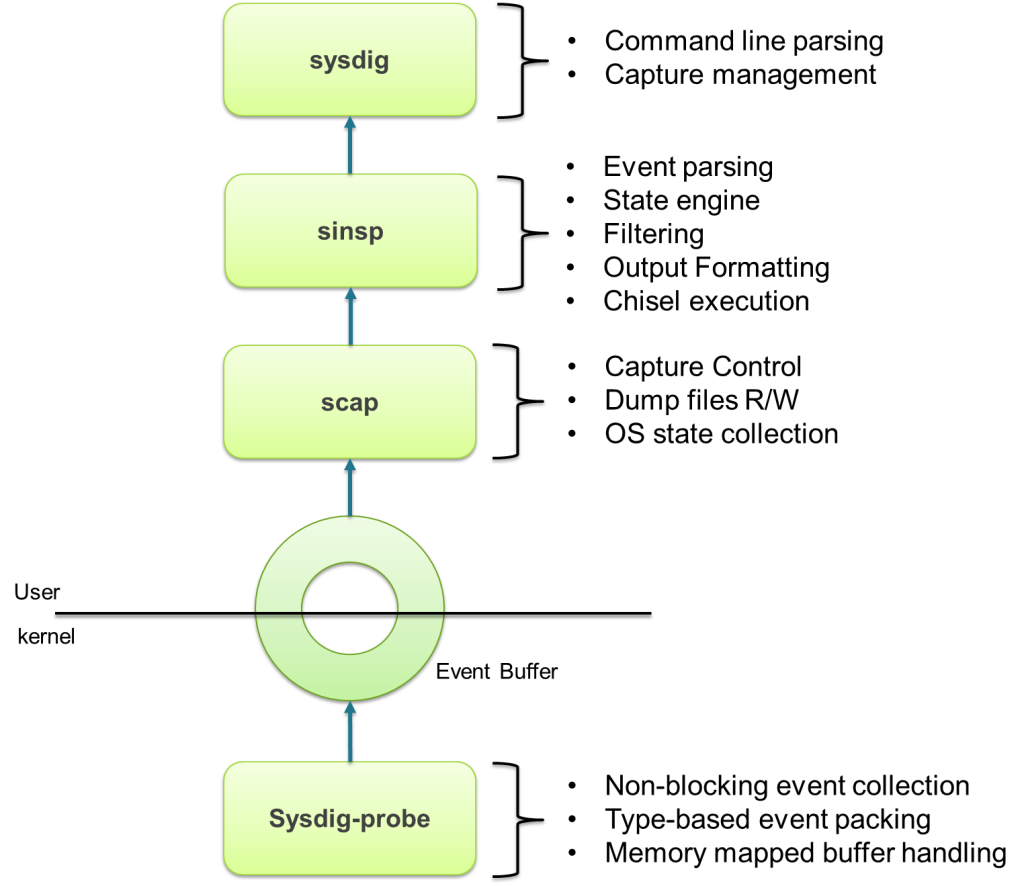 sysdig
• Command line parsing
• Capture management
sinsp
• Event parsing
• State engine
• Filtering
• Output Formatting
• Chisel execution
scap
• Capture Control
• Dump files R/W
• OS state collection
User
kernel
Event Buffer
Sysdig-probe
• Non-blocking event collection
• Type-based event packing
• Memory mapped buffer handling